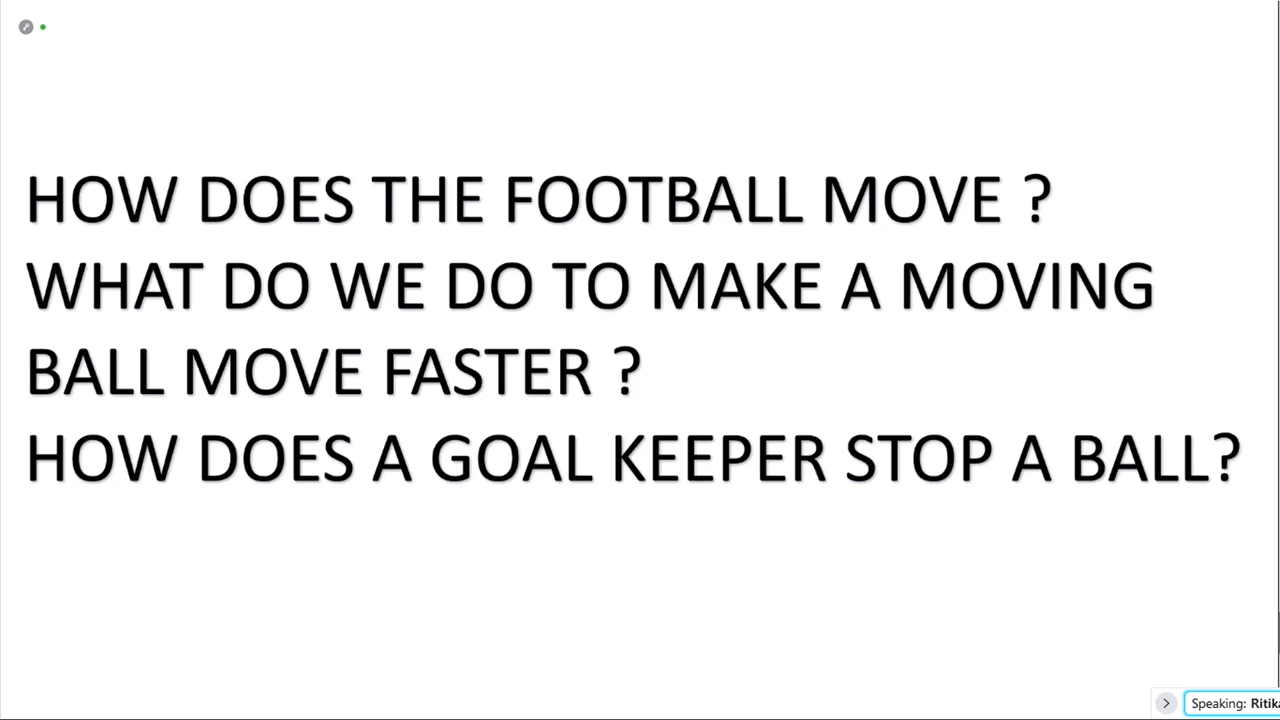 HOW DOES THE FOOTBALL MOVE ?
WHAT DO WE DO TO MAKE A MOVING
BALL MOVE FASTER ?
HOW DOES A GOAL KEEPER STOP A BALL?
Speaking: Ritika